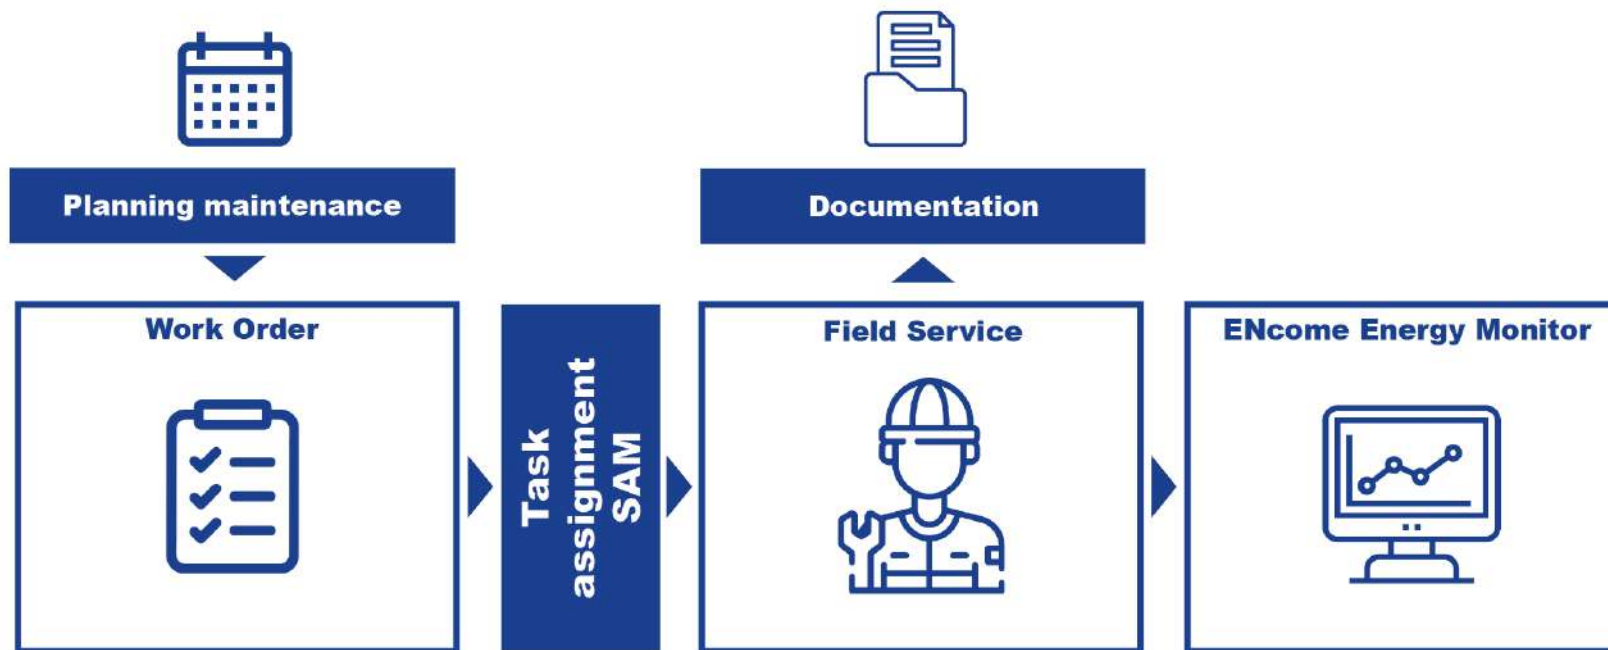 Planning maintenance
Documentation
Work Order
Task
assignment
SAM
Field Service
ENcome Energy Monitor